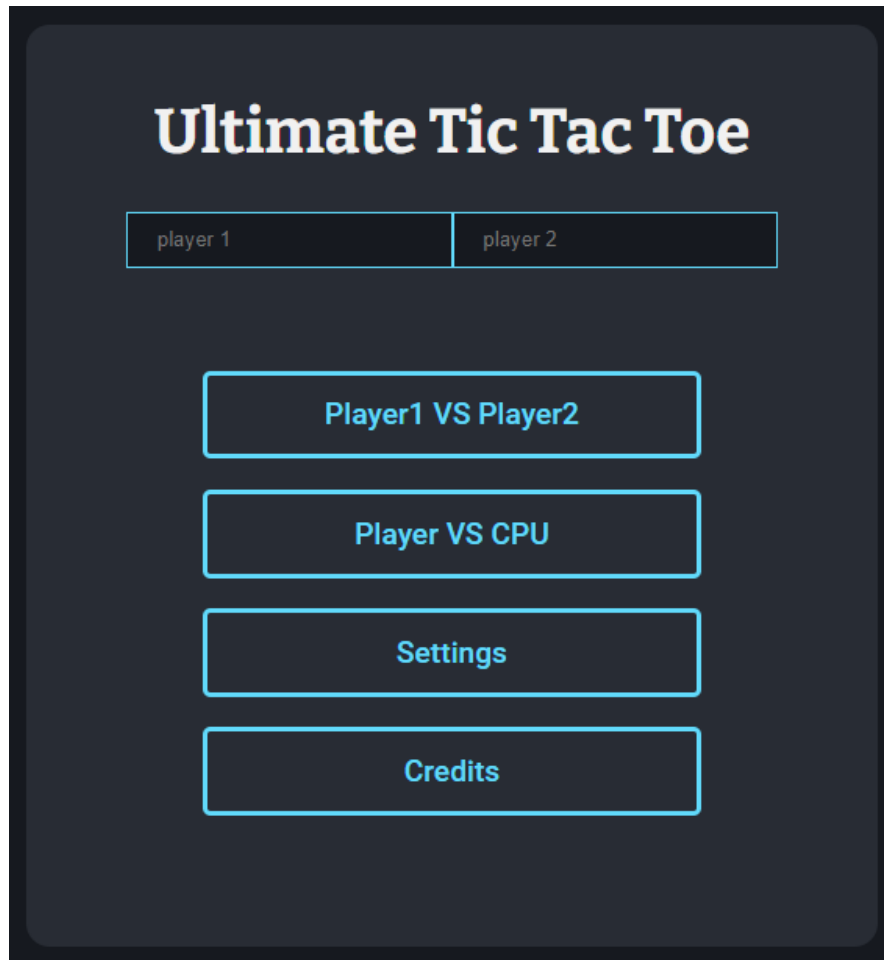 Ultimate Tic Tac Toe
player 1 player 2
Player1 VS Player2
Player VS CPU
Settings
Credits